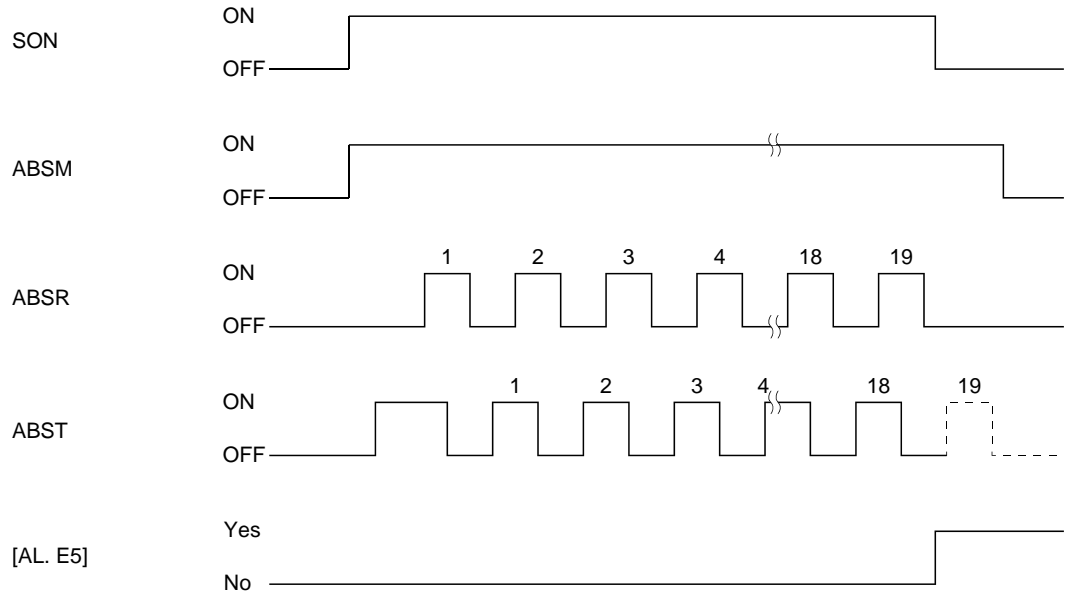 ON
SON
OFF
ON
ABSM
OFF
1 2 3 4 18 19
ON
ABSR
OFF
1 2 3 4 18 19
ON
ABST
OFF
Yes
[AL. E5]
No